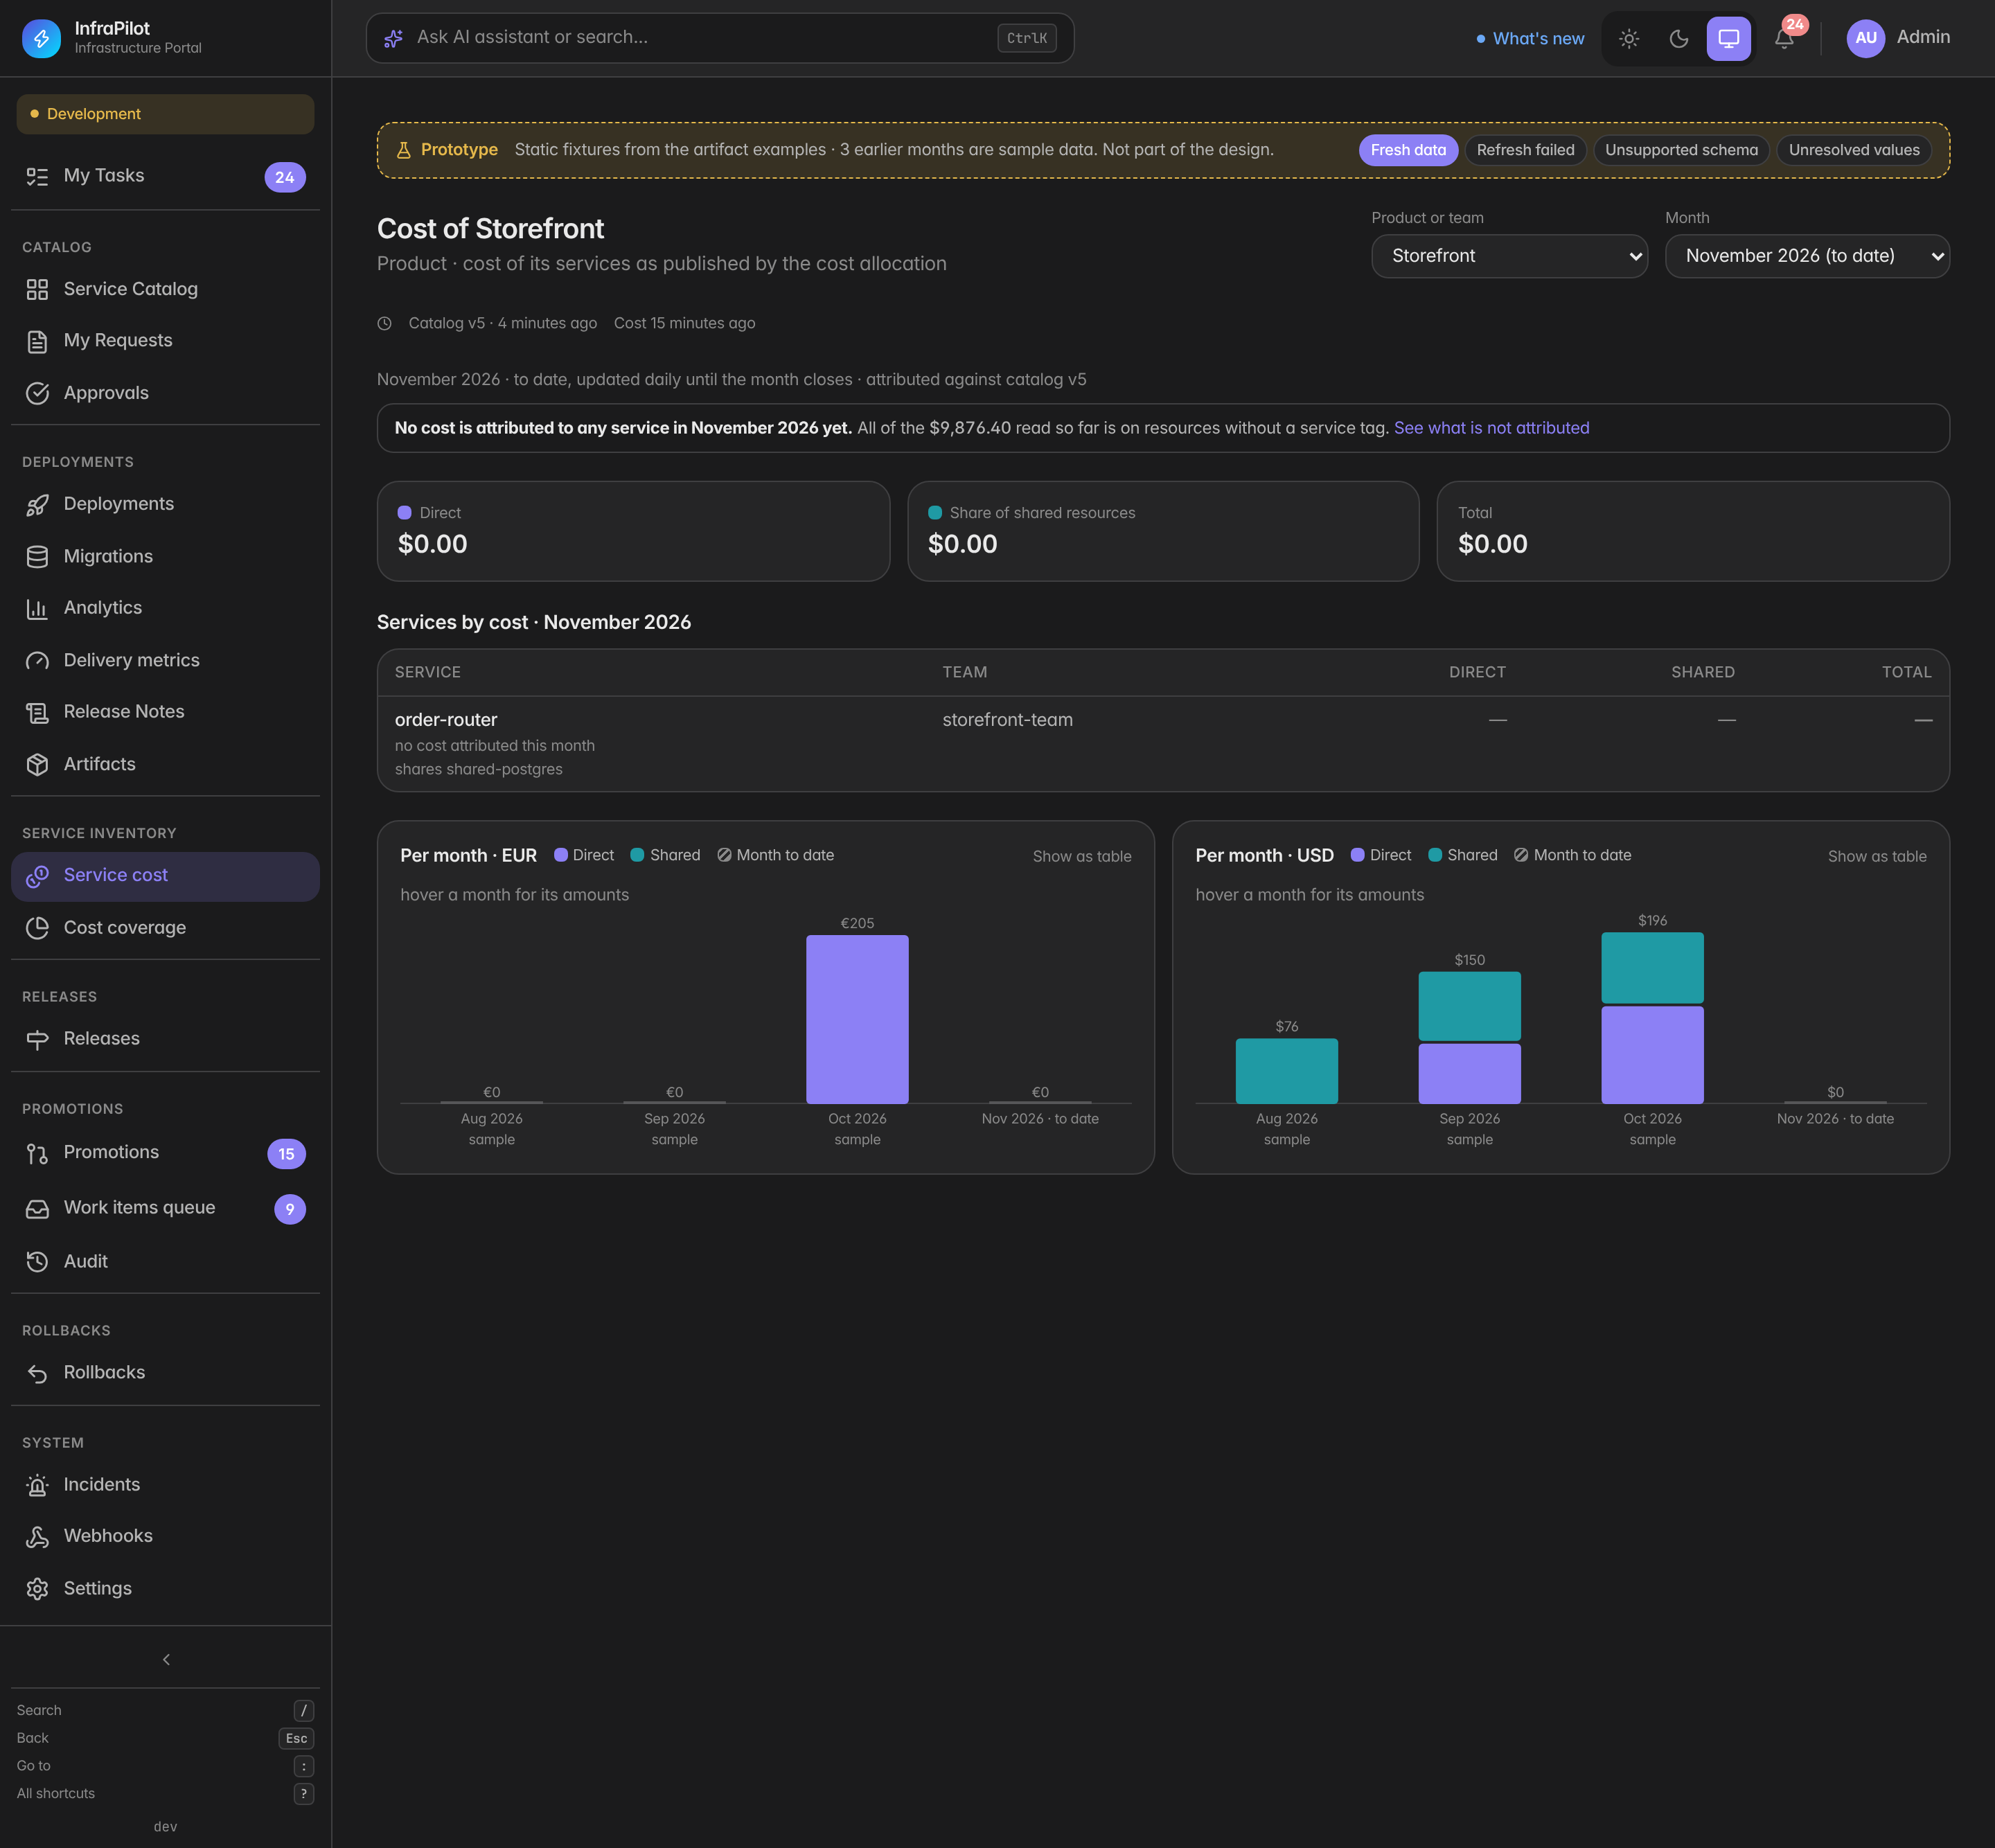 InfraPilot
Infrastructure Portal
Ask AI assistant or search...
CtrlK
What's new
24
AU
Admin
Development
My Tasks
24
CATALOG
Service Catalog
My Requests
Approvals
DEPLOYMENTS
Deployments
Migrations
Analytics
Delivery metrics
Release Notes
Artifacts
SERVICE INVENTORY
Service cost
Cost coverage
RELEASES
Releases
PROMOTIONS
Promotions
15
Work items queue
9
Audit
ROLLBACKS
Rollbacks
SYSTEM
Incidents
Webhooks
Settings
Search /
Back Esc
Go to :
All shortcuts ?
dev
Prototype Static fixtures from the artifact examples · 3 earlier months are sample data. Not part of the design.
Fresh data
Refresh failed
Unsupported schema
Unresolved values
Cost of Storefront
Product · cost of its services as published by the cost allocation
Product or team
Storefront
Month
November 2026 (to date)
Catalog v5 · 4 minutes ago Cost 15 minutes ago
November 2026 · to date, updated daily until the month closes · attributed against catalog v5
No cost is attributed to any service in November 2026 yet. All of the $9,876.40 read so far is on resources without a service tag. See what is not attributed
Direct
$0.00
Share of shared resources
$0.00
Total
$0.00
Services by cost · November 2026
SERVICE TEAM DIRECT SHARED TOTAL
order-router storefront-team — — —
no cost attributed this month
shares shared-postgres
Per month · EUR Direct Shared Month to date Show as table
hover a month for its amounts
€0 €0 €205 €0
Aug 2026 Sep 2026 Oct 2026 Nov 2026 · to date
sample sample sample
Per month · USD Direct Shared Month to date Show as table
hover a month for its amounts
$76 $150 $196 $0
Aug 2026 Sep 2026 Oct 2026 Nov 2026 · to date
sample sample sample